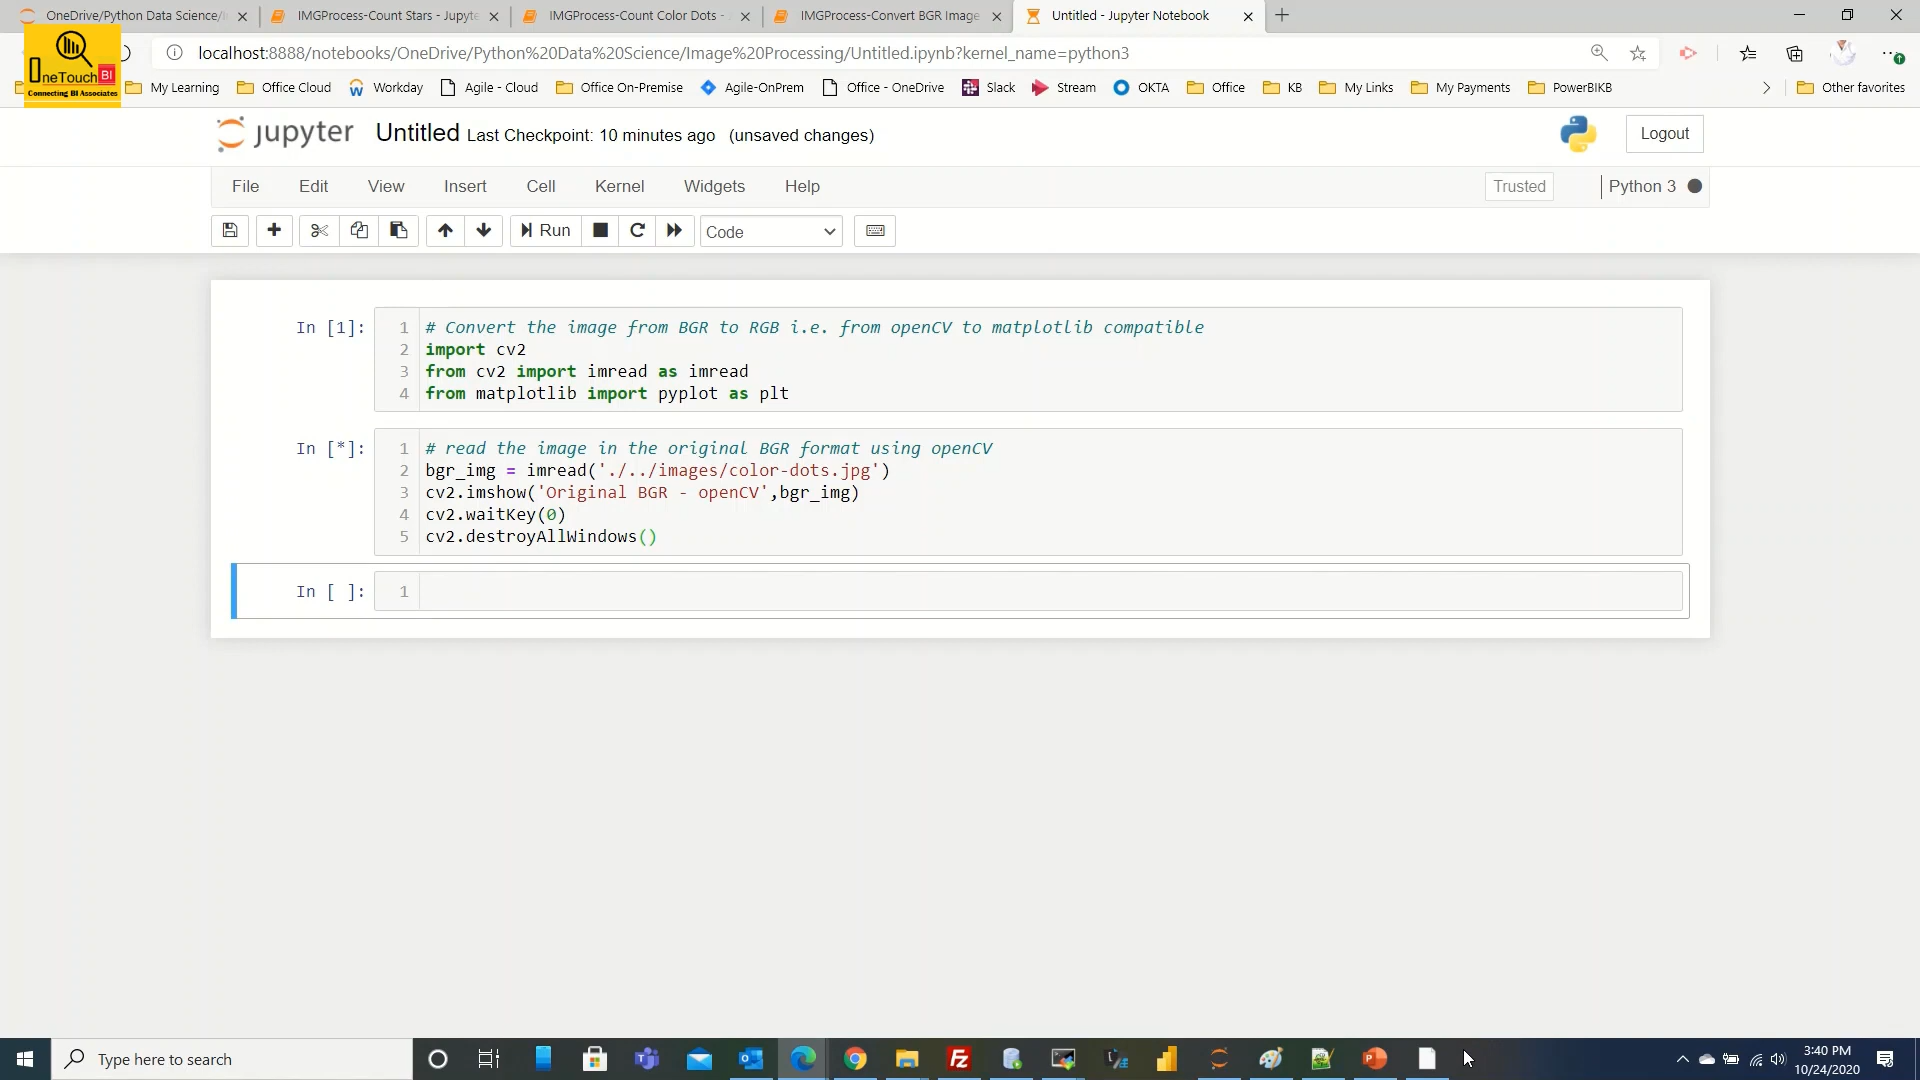 OneDrive/Python Data Science/I
IMGProcess-Count Stars - Jupyte
IMGProcess-Count Color Dots -
IMGProcess-Convert BGR Image
Untitled - Jupyter Notebook
localhost:8888/notebooks/OneDrive/Python%20Data%20Science/Image%20Processing/Untitled.ipynb?kernel_name=python3
OneTouch BI
Connecting BI Associates
My Learning
Office Cloud
Workday
Agile - Cloud
Office On-Premise
Agile-OnPrem
Office - OneDrive
Slack
Stream
OKTA
Office
KB
My Links
My Payments
PowerBIKB
Other favorites
jupyter Untitled Last Checkpoint: 10 minutes ago (unsaved changes)
Logout
File Edit View Insert Cell Kernel Widgets Help
Trusted
Python 3
Run
Code
In [1]:
1 # Convert the image from BGR to RGB i.e. from openCV to matplotlib compatible
2 import cv2
3 from cv2 import imread as imread
4 from matplotlib import pyplot as plt
In [*]:
1 # read the image in the original BGR format using openCV
2 bgr_img = imread('./../images/color-dots.jpg')
3 cv2.imshow('Original BGR - openCV',bgr_img)
4 cv2.waitKey(0)
5 cv2.destroyAllWindows()
In [ ]:
1
Type here to search
3:40 PM
10/24/2020